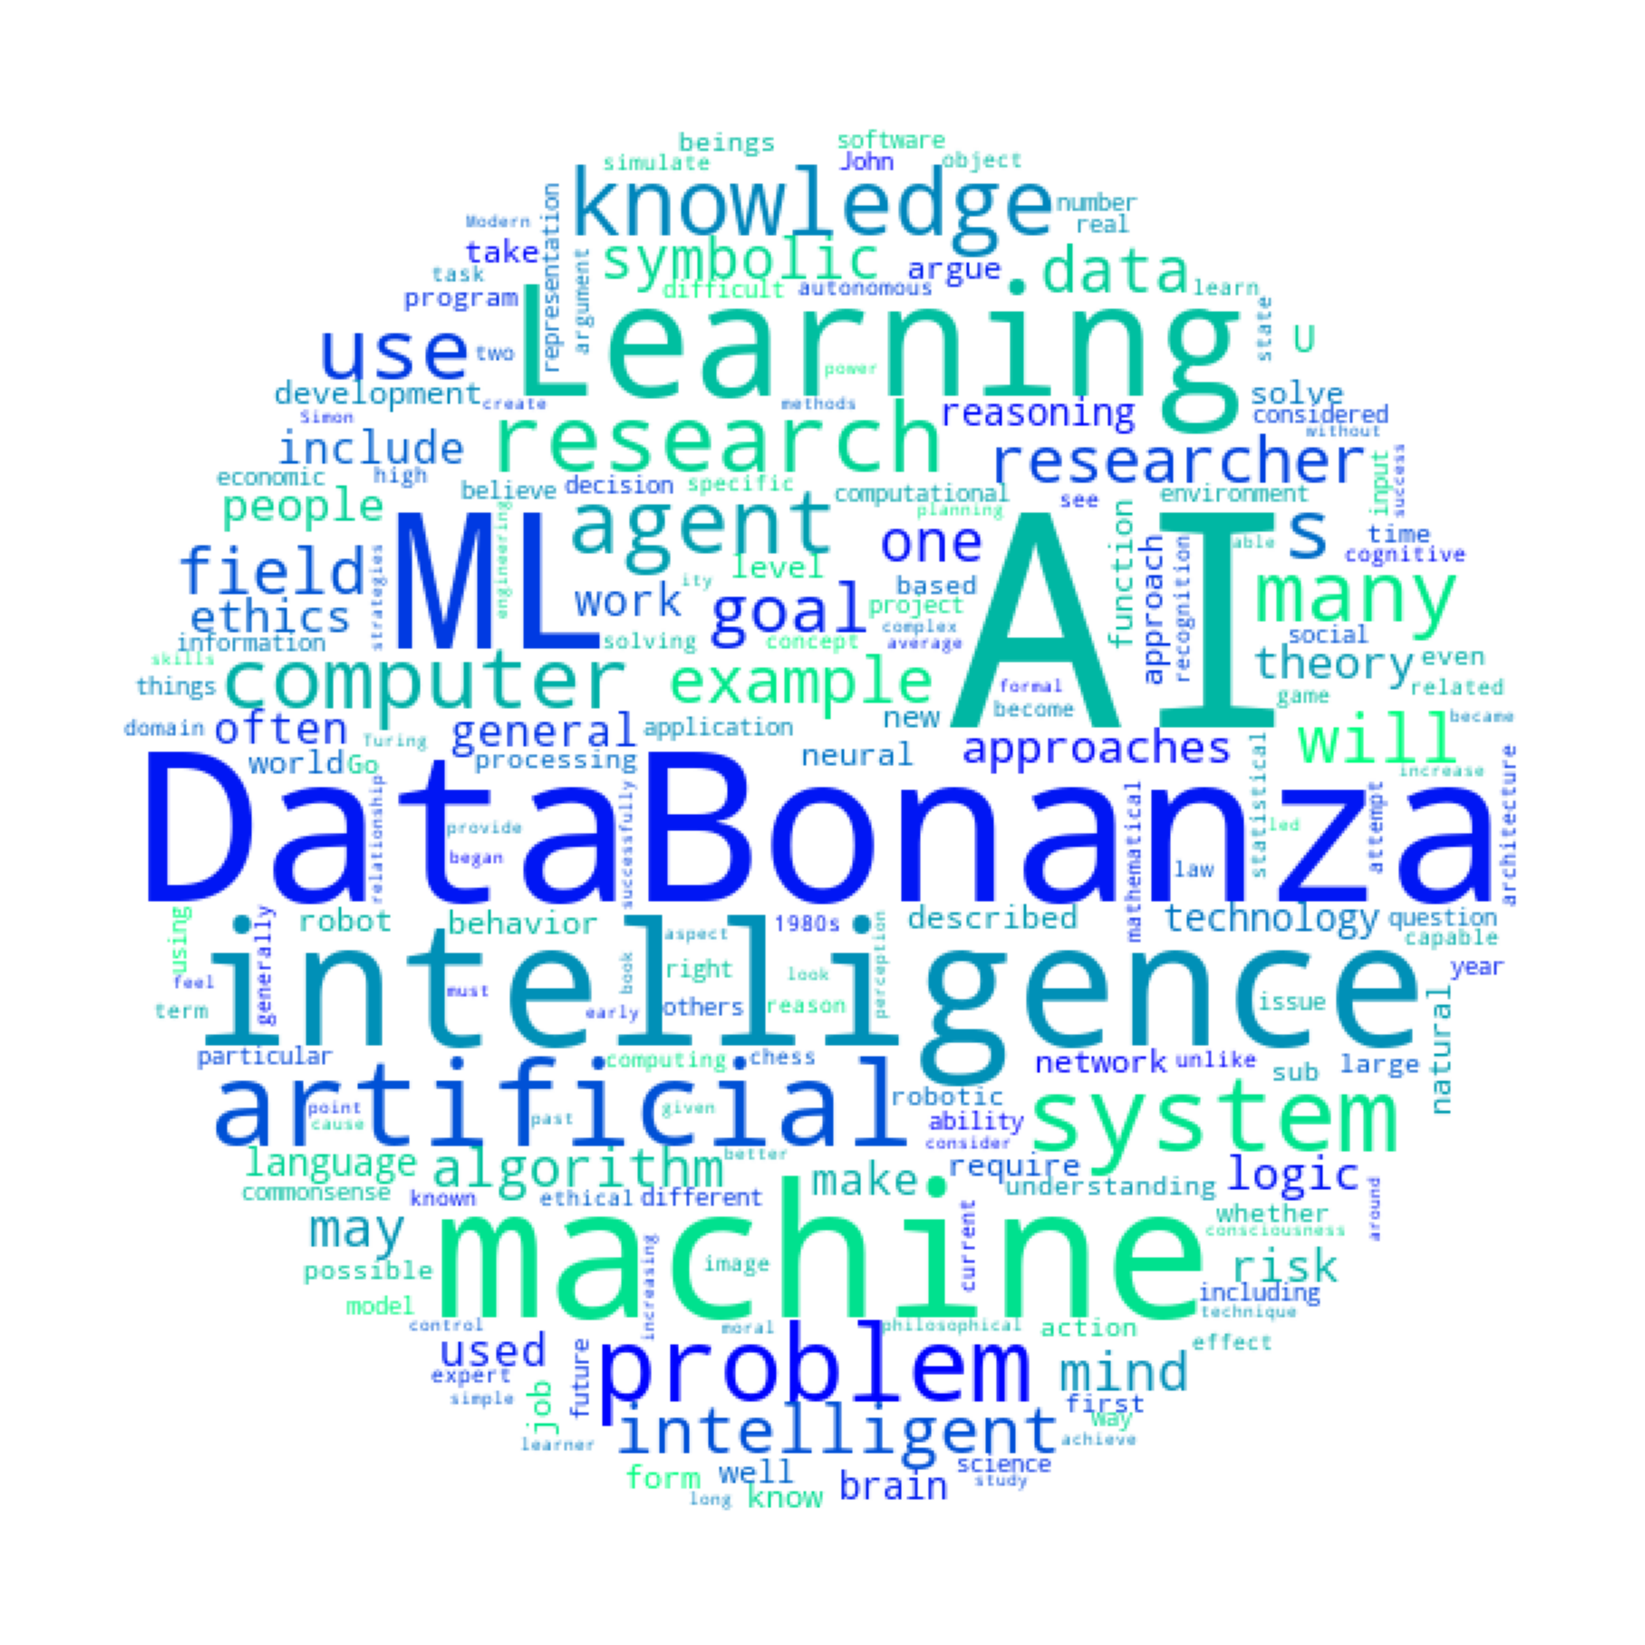 beings
software
simulate
John
object
knowledge
number
real
Modern
representation
take
symbolic
argue
data
task
argument
difficult
autonomous
learn
program
Learning
state
use
two
U
power
development
create
methods
solve
Simon
research
reasoning
considered
include
without
researcher
economic
high
believe
decision
specific
computational
see
environment
input
success
people
agent
planning
engineering
ML
AI
s
one
function
able
time
field
strategies
level
approach
recognition
cognitive
ity
based
many
ethics
work
goal
project
complex
social
information
solving
concept
average
skills
computer
example
formal
theory
even
things
game
related
domain
often
general
application
new
become
will
became
Turing
world
Go
processing
neural
approaches
statistical
increase
architecture
DataBonanza
relationship
successfully
mathematical
attempt
provide
led
began
law
using
generally
robot
behavior
1980s
described
technology
question
intelligence
aspect
perception
capable
feel
must
book
right
look
year
term
early
others
reason
issue
natural
particular
computing
chess
network
unlike
large
artificial
sub
point
past
given
robotic
system
cause
ability
consider
language
algorithm
better
make
require
logic
commonsense
known
ethical
different
understanding
around
may
machine
current
whether
consciousness
possible
increasing
image
risk
model
including
technique
control
moral
philosophical
action
effect
used
problem
mind
expert
future
simple
job
first
way
intelligent
learner
achieve
form
well
science
long
know
brain
study